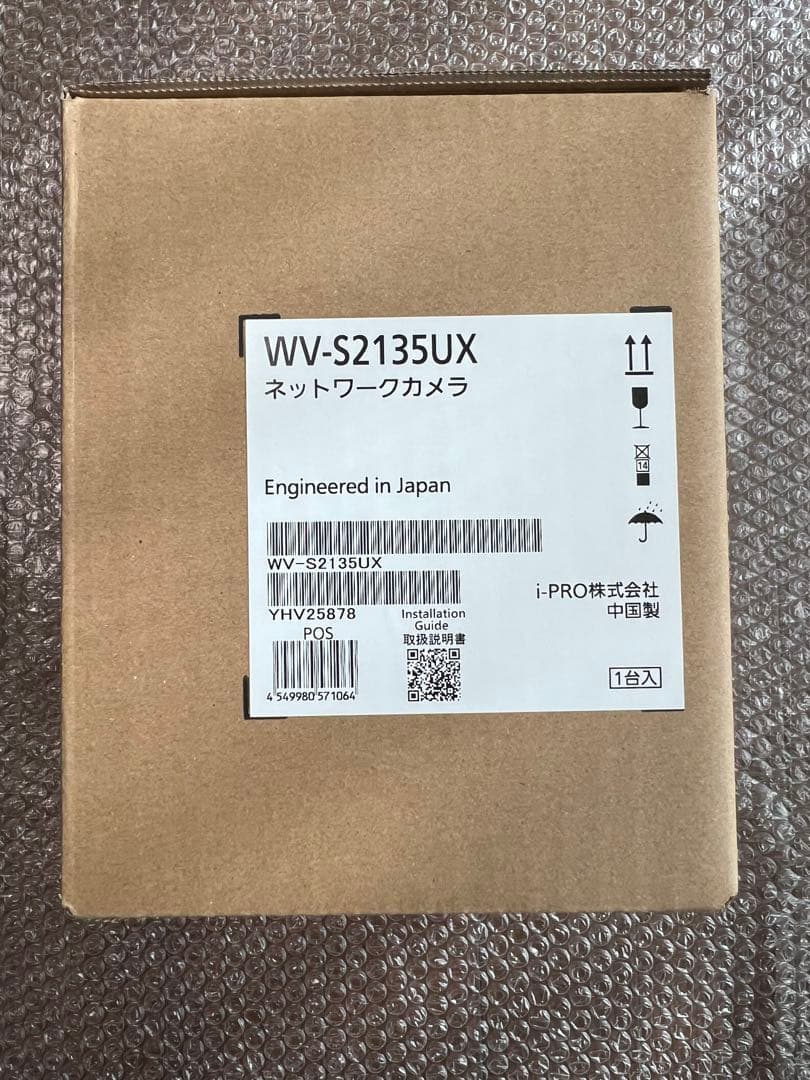 WV-S2135UX
ネットワークカメラ
14
Engineered in Japan
WV-S2135UX
YHV25878
POS
4 549980 571064
Installation
Guide
取扱説明書
i-PRO株式会社
中国製
1台入